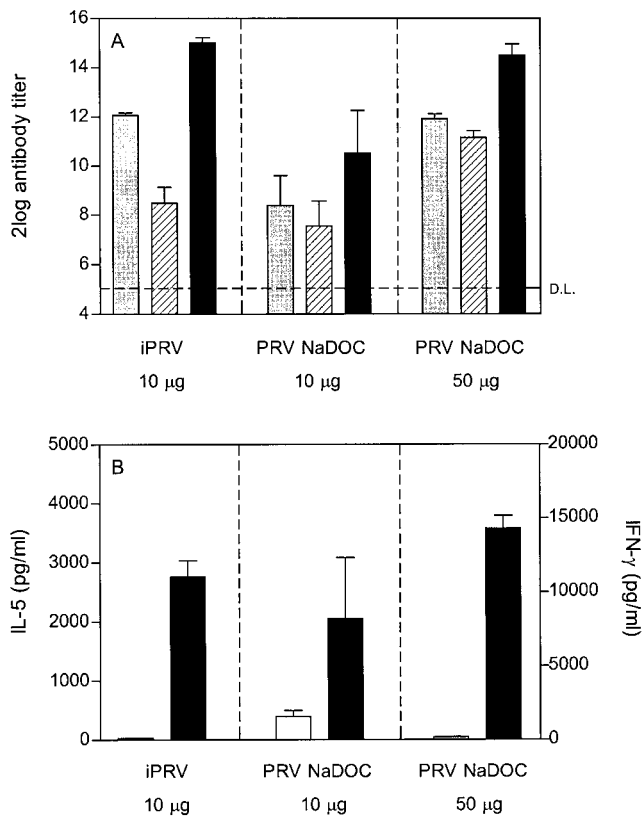 A
2log antibody titer
16
14
12
10
8
6
4
D.L.
iPRV PRV NaDOC PRV NaDOC
10 µg 10 µg 50 µg
B
IL-5 (pg/ml)
5000
4000
3000
2000
1000
0
20000
15000
10000
5000
0
IFN-γ (pg/ml)
iPRV PRV NaDOC PRV NaDOC
10 µg 10 µg 50 µg